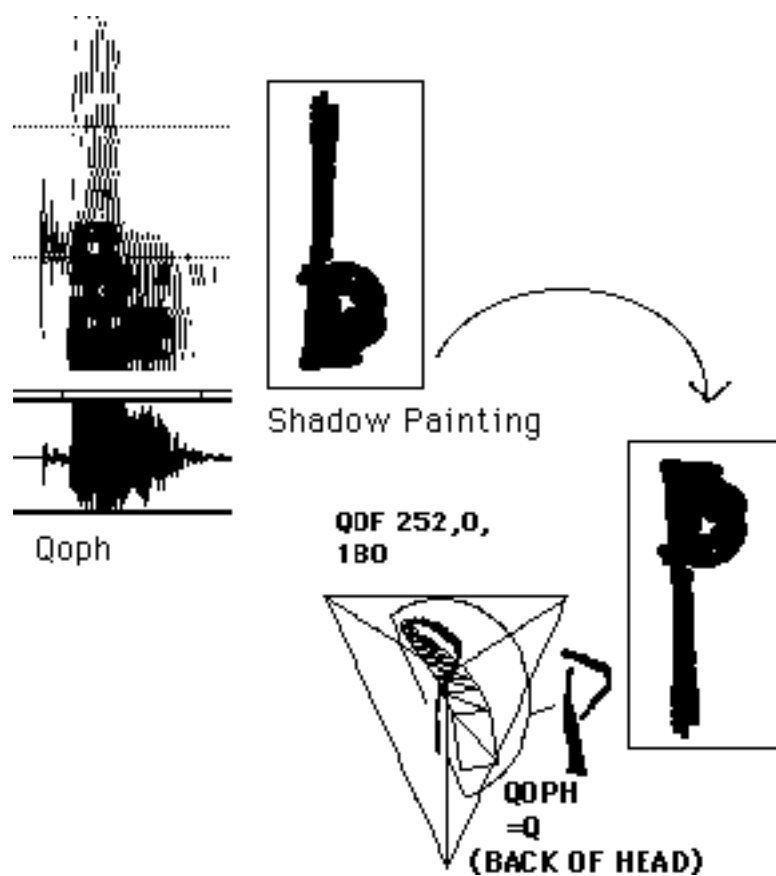 Shadow Painting
Qoph
QDF 252,0,
180
QOPH
=Q
(BACK OF HEAD)